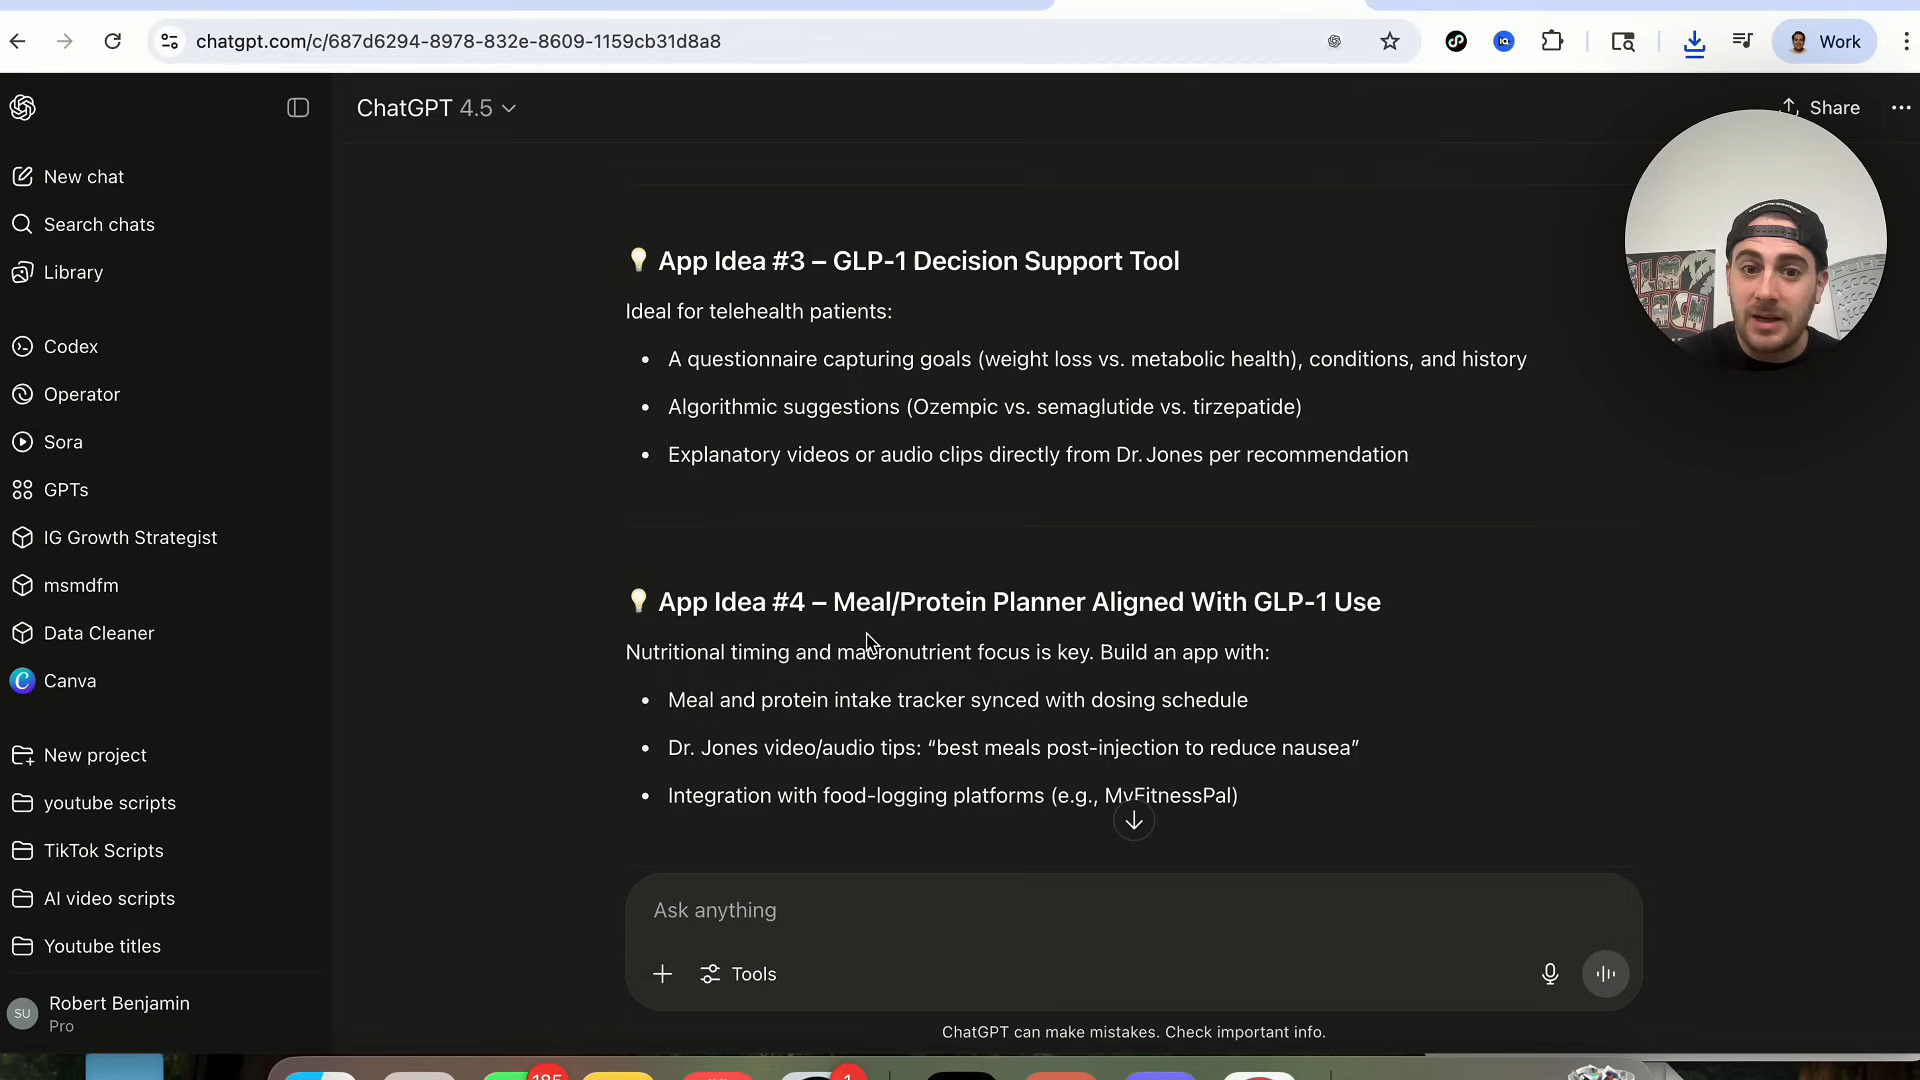 chatgpt.com/c/687d6294-8978-832e-8609-1159cb31d8a8
Work
ChatGPT 4.5
Share
New chat
Search chats
Library
Codex
Operator
Sora
GPTs
IG Growth Strategist
msmdfm
Data Cleaner
Canva
New project
youtube scripts
TikTok Scripts
AI video scripts
Youtube titles
SU
Robert Benjamin
Pro
💡 App Idea #3 – GLP-1 Decision Support Tool
Ideal for telehealth patients:
• A questionnaire capturing goals (weight loss vs. metabolic health), conditions, and history
• Algorithmic suggestions (Ozempic vs. semaglutide vs. tirzepatide)
• Explanatory videos or audio clips directly from Dr. Jones per recommendation
💡 App Idea #4 – Meal/Protein Planner Aligned With GLP-1 Use
Nutritional timing and macronutrient focus is key. Build an app with:
• Meal and protein intake tracker synced with dosing schedule
• Dr. Jones video/audio tips: “best meals post-injection to reduce nausea”
• Integration with food-logging platforms (e.g., MyFitnessPal)
Ask anything
Tools
ChatGPT can make mistakes. Check important info.
185
1